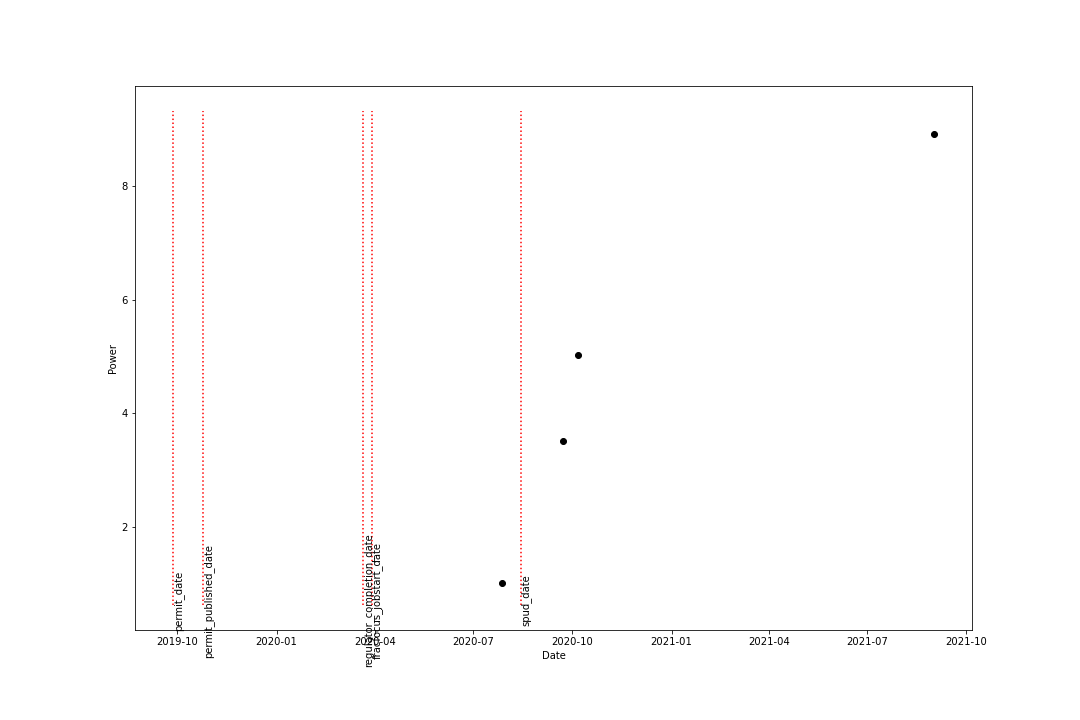 8
6
4
2
Power
permit_date
permit_published_date
regulator_completion_date
fracfocus_jobstart_date
spud_date
2019-10
2020-01
2020-04
2020-07
2020-10
2021-01
2021-04
2021-07
2021-10
Date